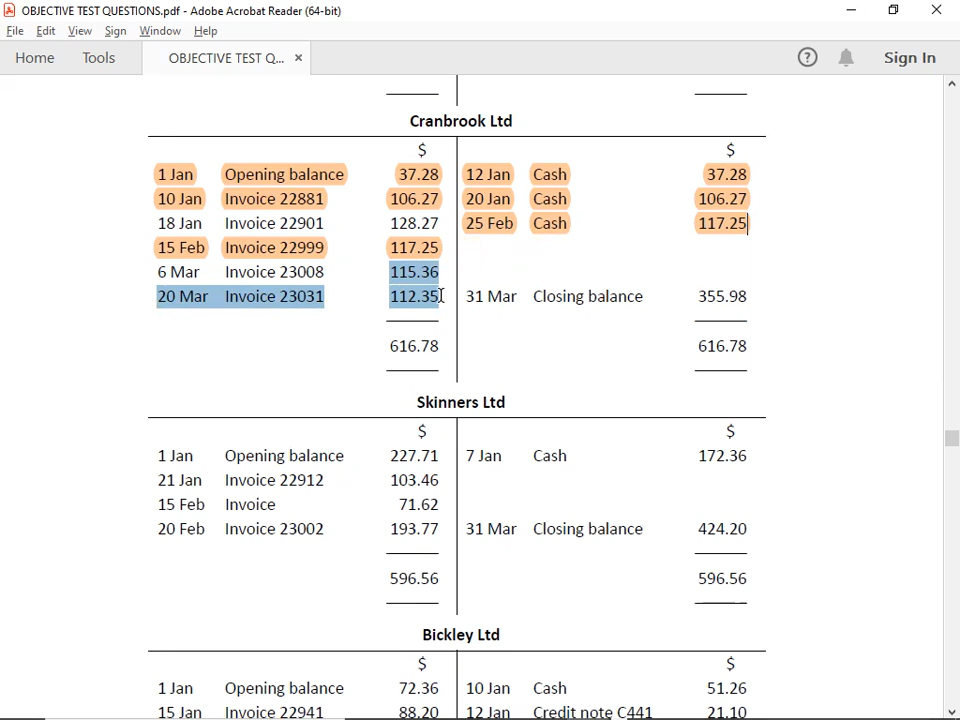 OBJECTIVE TEST QUESTIONS.pdf - Adobe Acrobat Reader (64-bit)
File Edit View Sign Window Help
Home Tools OBJECTIVE TEST Q... × ? Sign In
Cranbrook Ltd
$ $
1 Jan Opening balance 37.28 12 Jan Cash 37.28
10 Jan Invoice 22881 106.27 20 Jan Cash 106.27
18 Jan Invoice 22901 128.27 25 Feb Cash 117.25
15 Feb Invoice 22999 117.25
6 Mar Invoice 23008 115.36
20 Mar Invoice 23031 112.35 31 Mar Closing balance 355.98
616.78 616.78
Skinners Ltd
$ $
1 Jan Opening balance 227.71 7 Jan Cash 172.36
21 Jan Invoice 22912 103.46
15 Feb Invoice 71.62
20 Feb Invoice 23002 193.77 31 Mar Closing balance 424.20
596.56 596.56
Bickley Ltd
$ $
1 Jan Opening balance 72.36 10 Jan Cash 51.26
15 Jan Invoice 22941 88.20 12 Jan Credit note C441 21.10